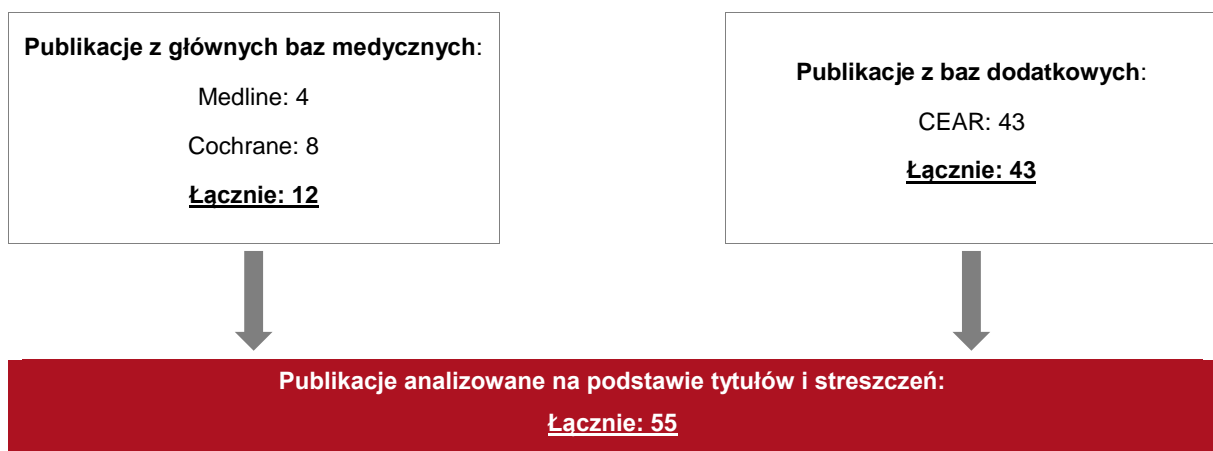 Publikacje z głównych baz medycznych:
Medline: 4
Cochrane: 8
Łącznie: 12
Publikacje z baz dodatkowych:
CEAR: 43
Łącznie: 43
Publikacje analizowane na podstawie tytułów i streszczeń:
Łącznie: 55